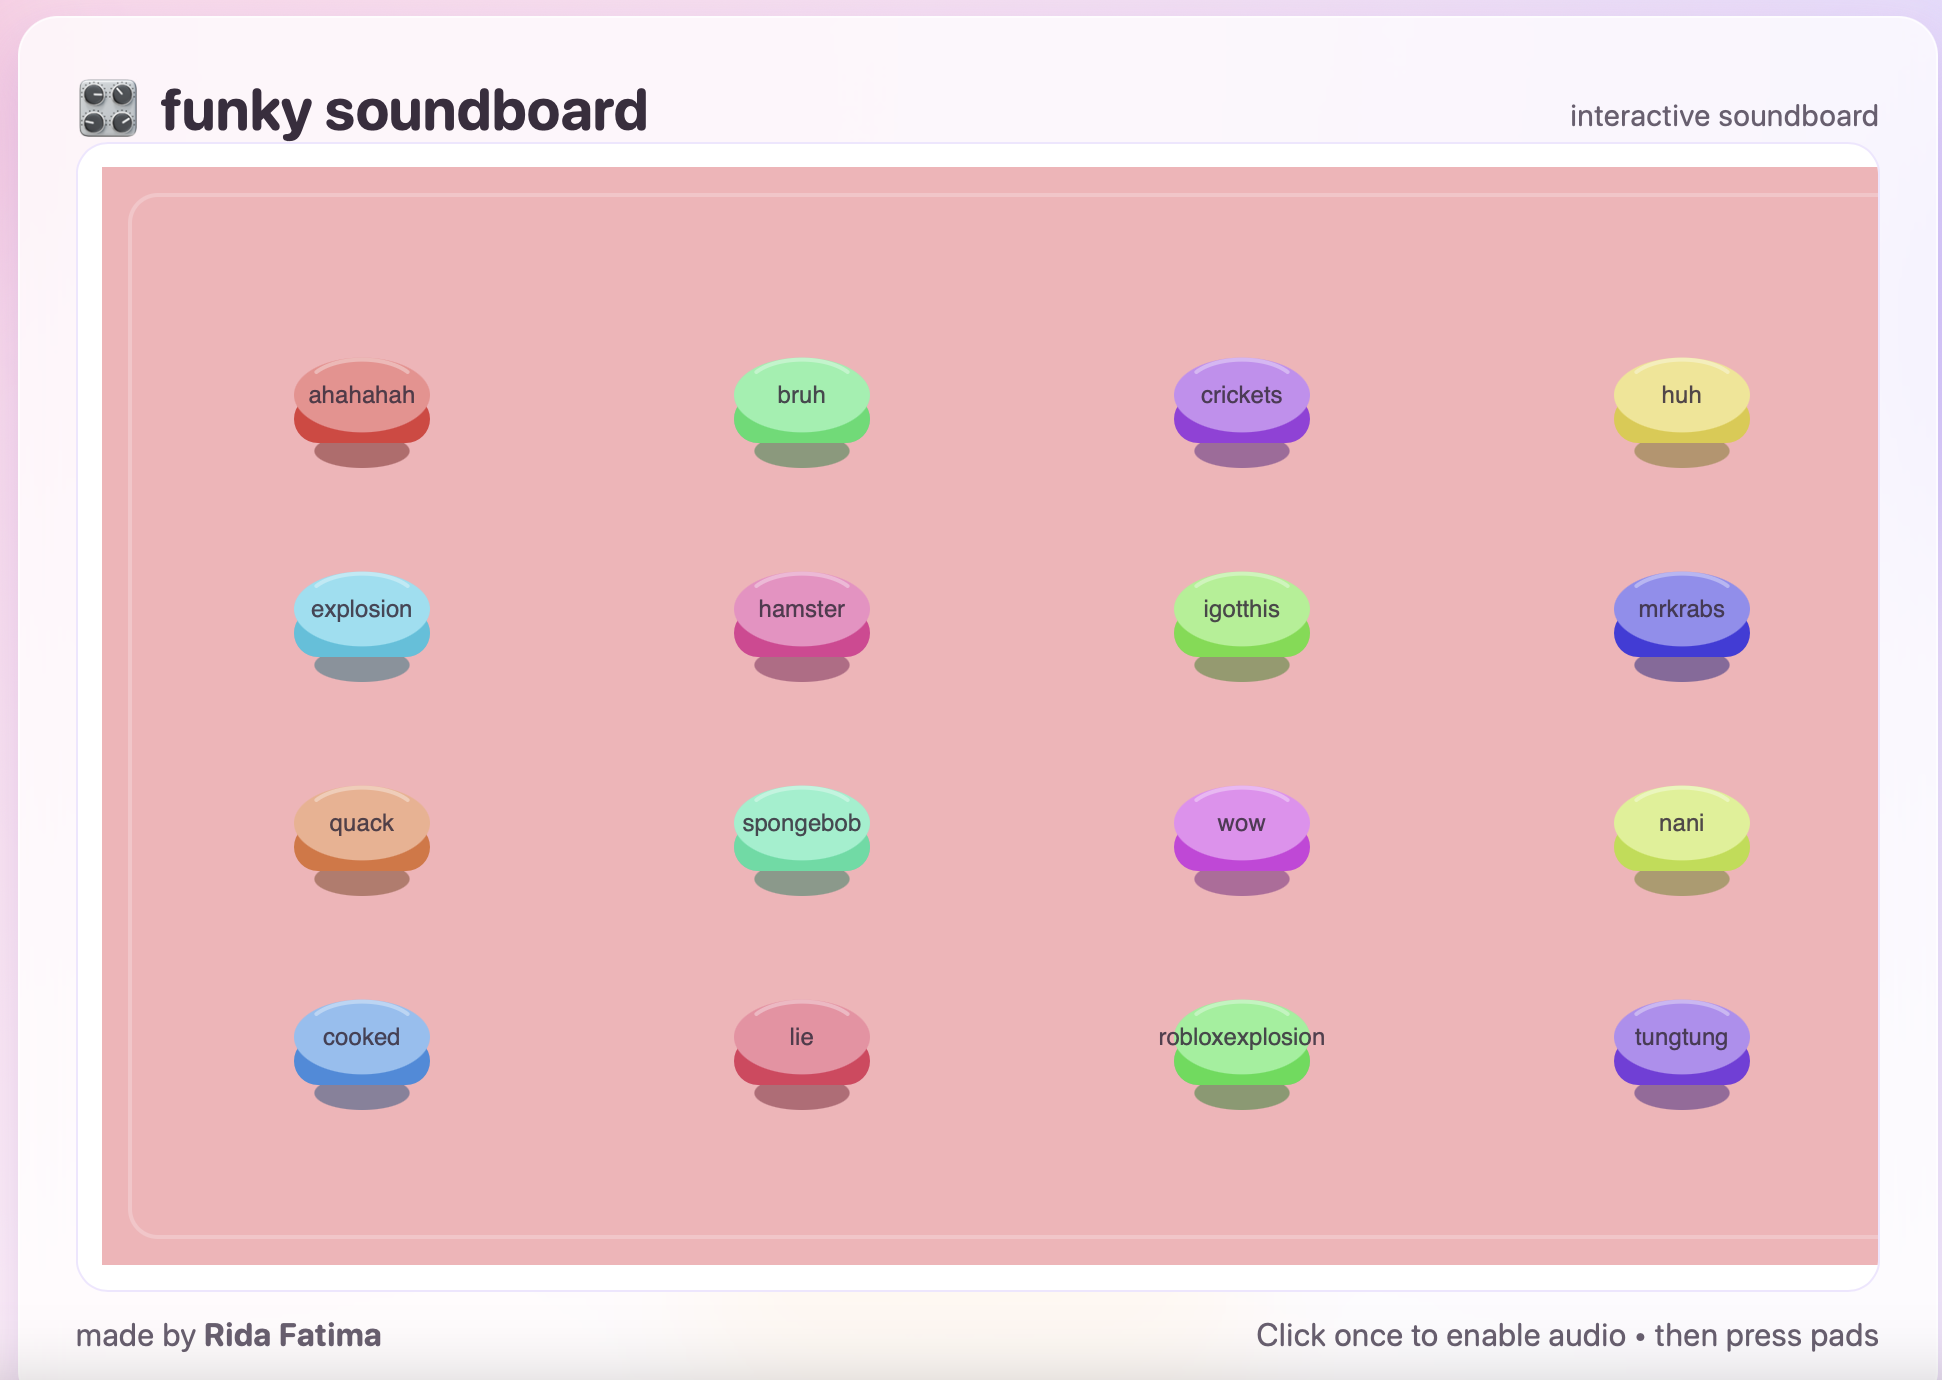 funky soundboard
interactive soundboard
ahahahah
bruh
crickets
huh
explosion
hamster
igotthis
mrkrabs
quack
spongebob
wow
nani
cooked
lie
robloxexplosion
tungtung
made by Rida Fatima
Click once to enable audio • then press pads